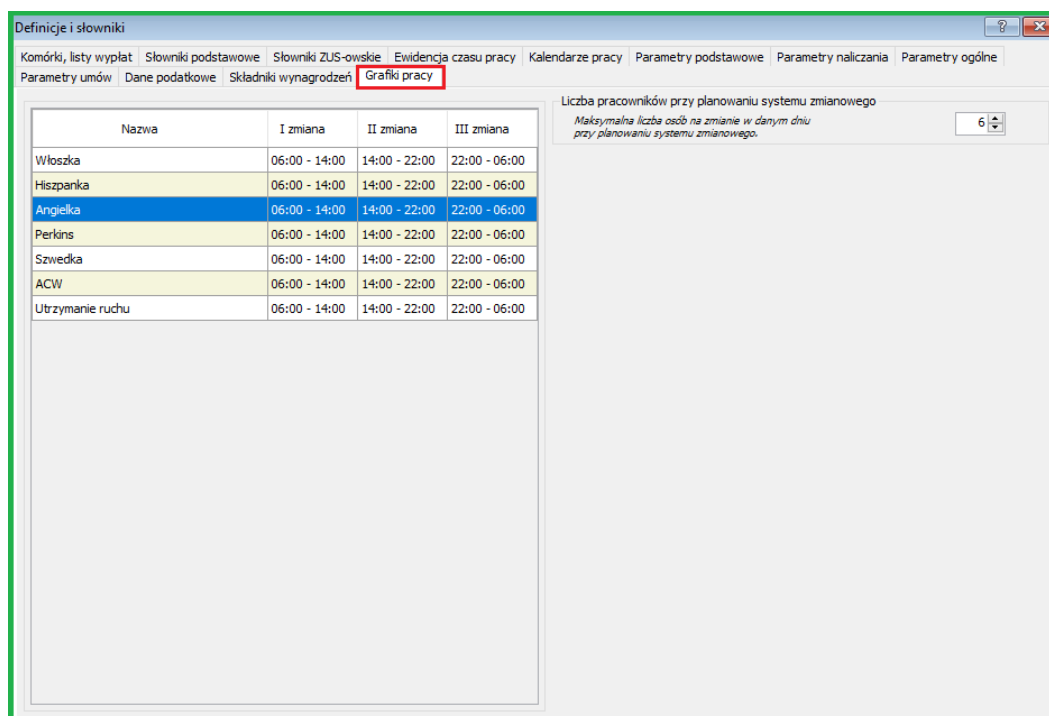 Definicje i słowniki
Komórki, listy wypłat Słowniki podstawowe Słowniki ZUS-owskie Ewidencja czasu pracy Kalendarze pracy Parametry podstawowe Parametry naliczania Parametry ogólne
Parametry umów Dane podatkowe Składniki wynagrodzeń Grafiki pracy
Nazwa I zmiana II zmiana III zmiana
Włoszka 06:00 - 14:00 14:00 - 22:00 22:00 - 06:00
Hiszpanka 06:00 - 14:00 14:00 - 22:00 22:00 - 06:00
Angielka 06:00 - 14:00 14:00 - 22:00 22:00 - 06:00
Perkins 06:00 - 14:00 14:00 - 22:00 22:00 - 06:00
Szwedka 06:00 - 14:00 14:00 - 22:00 22:00 - 06:00
ACW 06:00 - 14:00 14:00 - 22:00 22:00 - 06:00
Utrzymanie ruchu 06:00 - 14:00 14:00 - 22:00 22:00 - 06:00
Liczba pracowników przy planowaniu systemu zmianowego
Maksymalna liczba osób na zmianie w danym dniu
przy planowaniu systemu zmianowego.
6